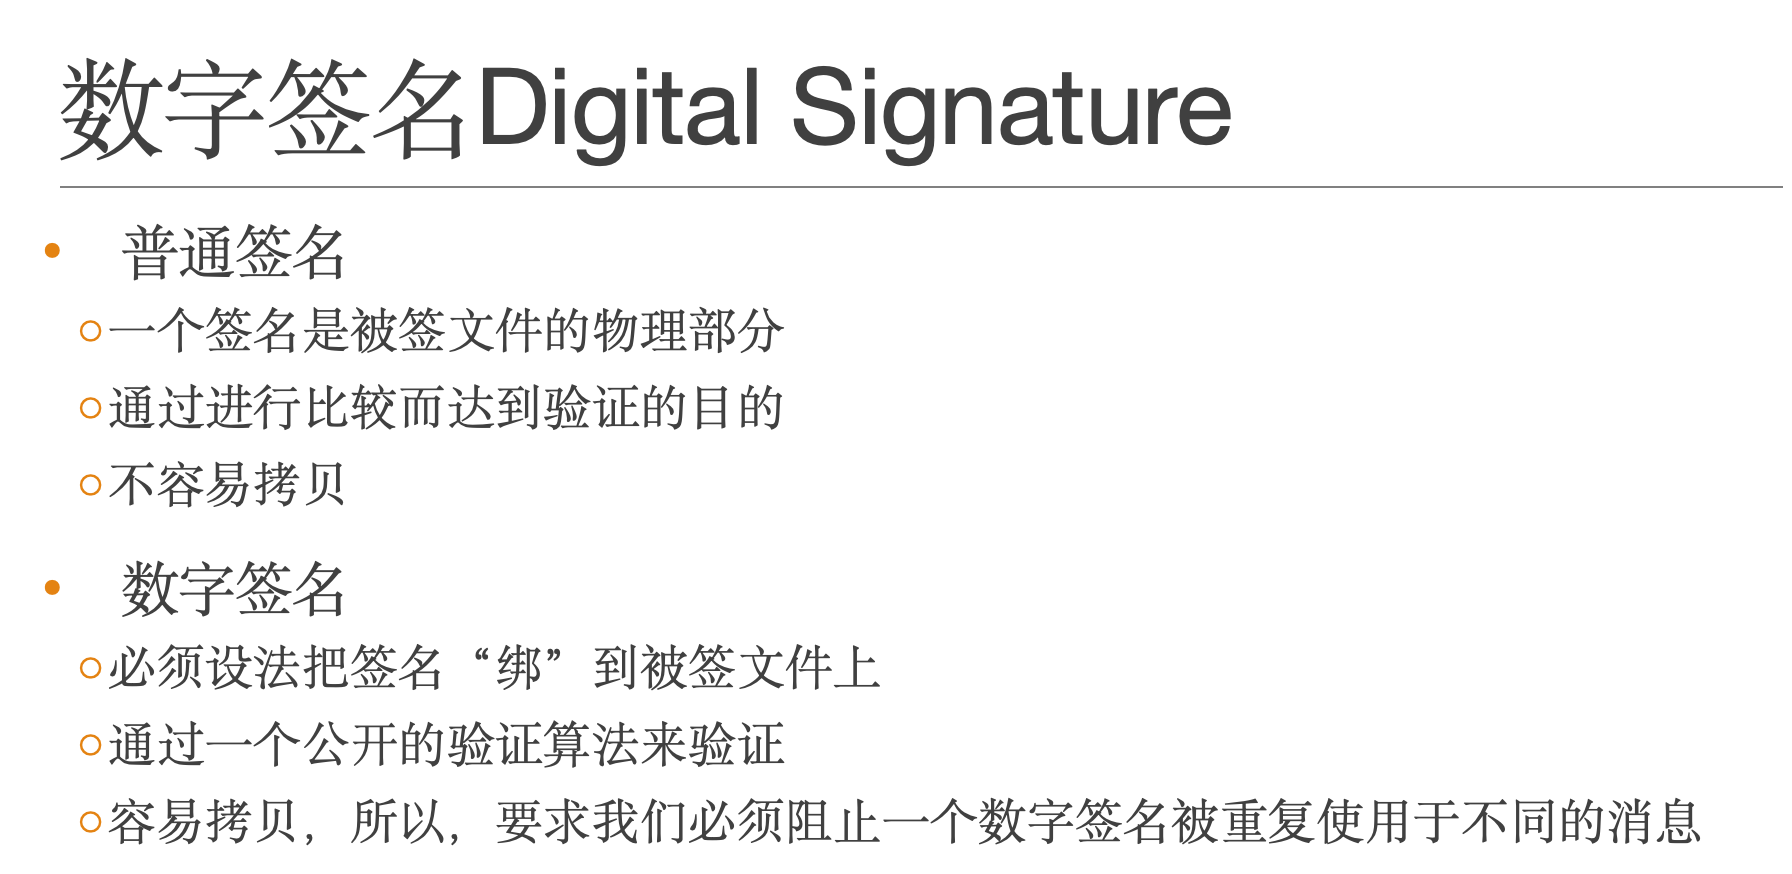 数字签名Digital Signature
• 普通签名
○一个签名是被签文件的物理部分
○通过进行比较而达到验证的目的
○不容易拷贝
• 数字签名
○必须设法把签名“绑”到被签文件上
○通过一个公开的验证算法来验证
○容易拷贝，所以，要求我们必须阻止一个数字签名被重复使用于不同的消息